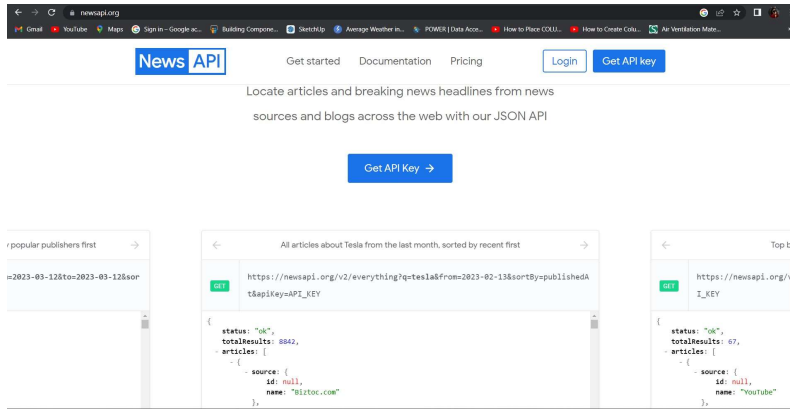 newsapi.org
Gmail YouTube Maps Sign in – Google ac... Building Compone... SketchUp Average Weather in... POWER | Data Acce... How to Place COLU... How to Create Colu... Air Ventilation Mate...
News API Get started Documentation Pricing Login Get API key
Locate articles and breaking news headlines from news
sources and blogs across the web with our JSON API
Get API Key →
y popular publishers first →
=2023-03-12&to=2023-03-12&sor
← All articles about Tesla from the last month, sorted by recent first →
GET https://newsapi.org/v2/everything?q=tesla&from=2023-02-13&sortBy=publishedA
t&apiKey=API_KEY
{
status: "ok",
totalResults: 8842,
- articles: [
- {
- source: {
id: null,
name: "Biztoc.com"
},
← Top b
GET https://newsapi.org/v
I_KEY
{
status: "ok",
totalResults: 67,
- articles: [
- {
- source: {
id: null,
name: "YouTube"
},